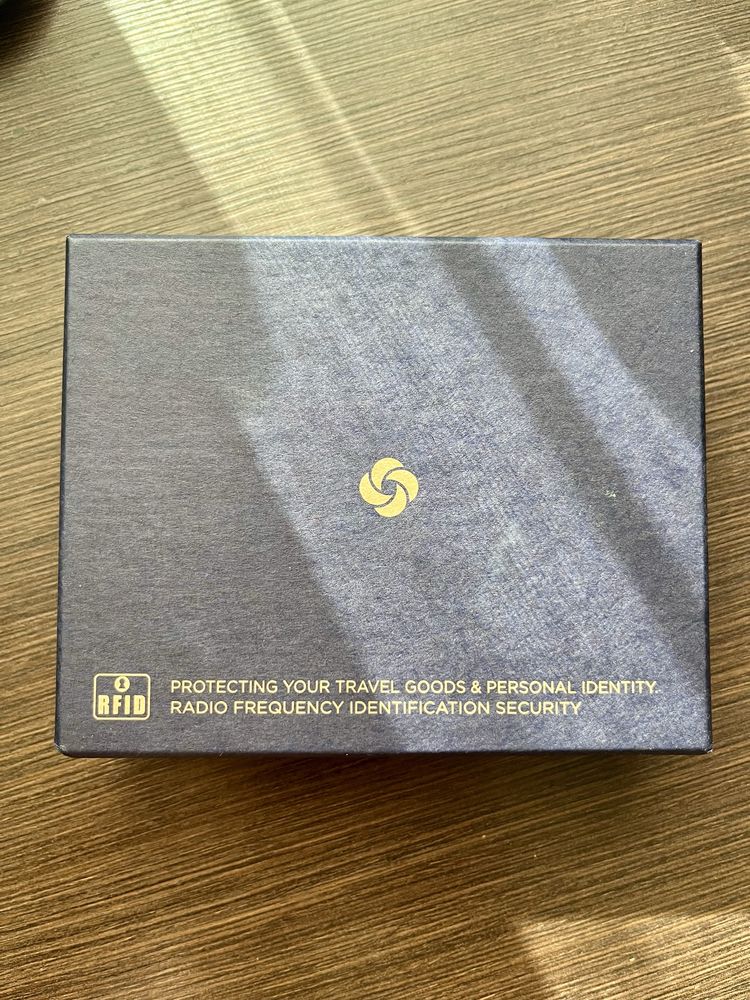 RFID
PROTECTING YOUR TRAVEL GOODS & PERSONAL IDENTITY.
RADIO FREQUENCY IDENTIFICATION SECURITY